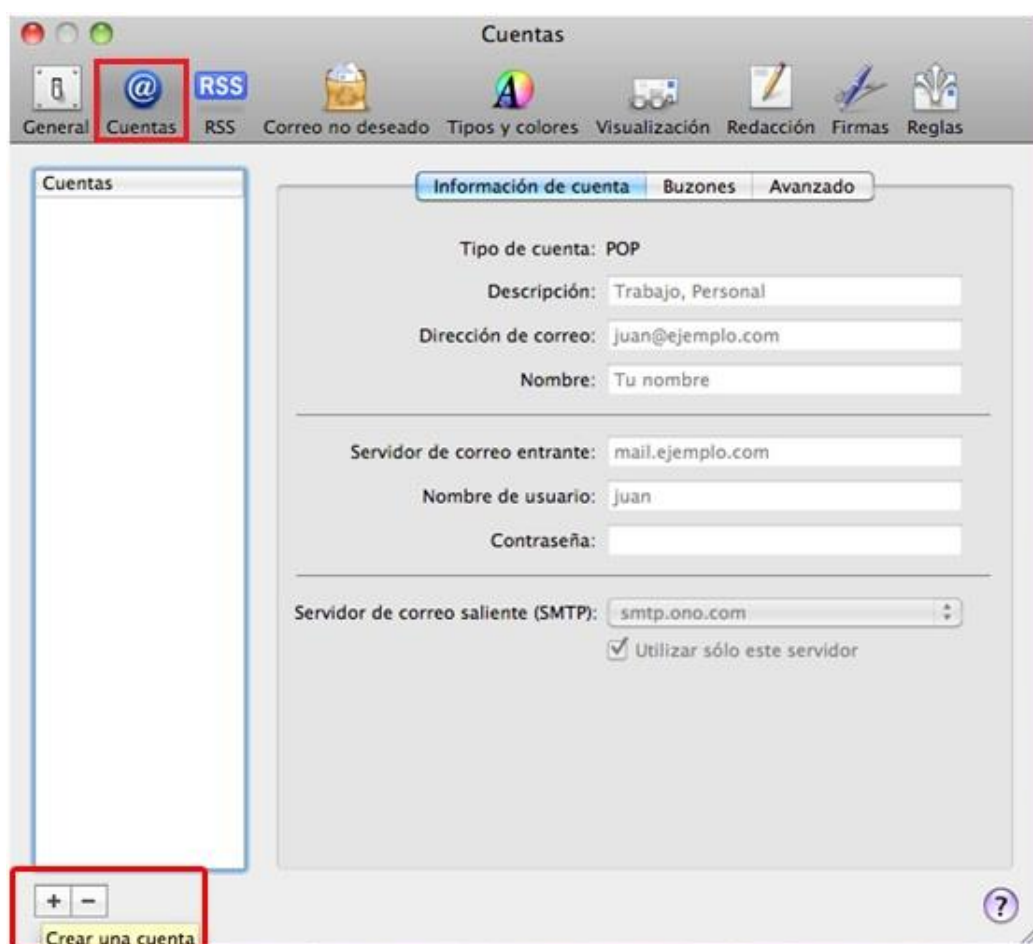 Cuentas
RSS
General Cuentas RSS Correo no deseado Tipos y colores Visualización Redacción Firmas Reglas
Cuentas
Información de cuenta Buzones Avanzado
Tipo de cuenta: POP
Descripción: Trabajo, Personal
Dirección de correo: juan@ejemplo.com
Nombre: Tu nombre
Servidor de correo entrante: mail.ejemplo.com
Nombre de usuario: juan
Contraseña:
Servidor de correo saliente (SMTP): smtp.ono.com
Utilizar sólo este servidor
+ −
?
Crear una cuenta